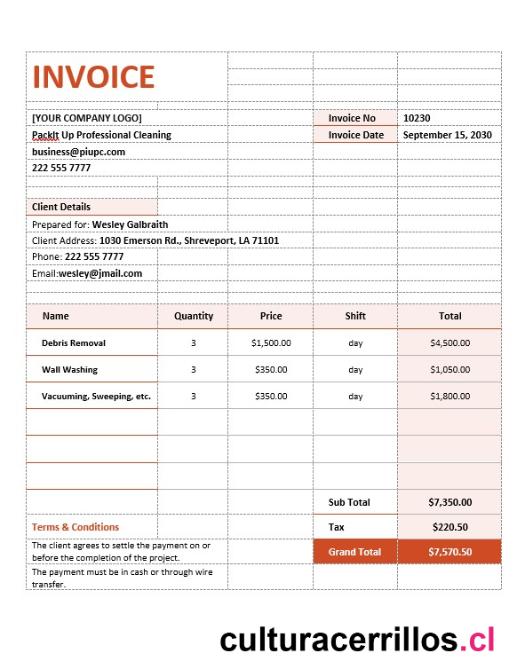 INVOICE
[YOUR COMPANY LOGO]
Invoice No 10230
PackIt Up Professional Cleaning
Invoice Date September 15, 2030
business@piupc.com
222 555 7777
Client Details
Prepared for: Wesley Galbraith
Client Address: 1030 Emerson Rd., Shreveport, LA 71101
Phone: 222 555 7777
Email:wesley@jmail.com
Name Quantity Price Shift Total
Debris Removal 3 $1,500.00 day $4,500.00
Wall Washing 3 $350.00 day $1,050.00
Vacuuming, Sweeping, etc. 3 $350.00 day $1,800.00
Sub Total $7,350.00
Terms & Conditions
Tax $220.50
The client agrees to settle the payment on or
before the completion of the project.
Grand Total $7,570.50
The payment must be in cash or through wire
transfer.
culturacerrillos.cl